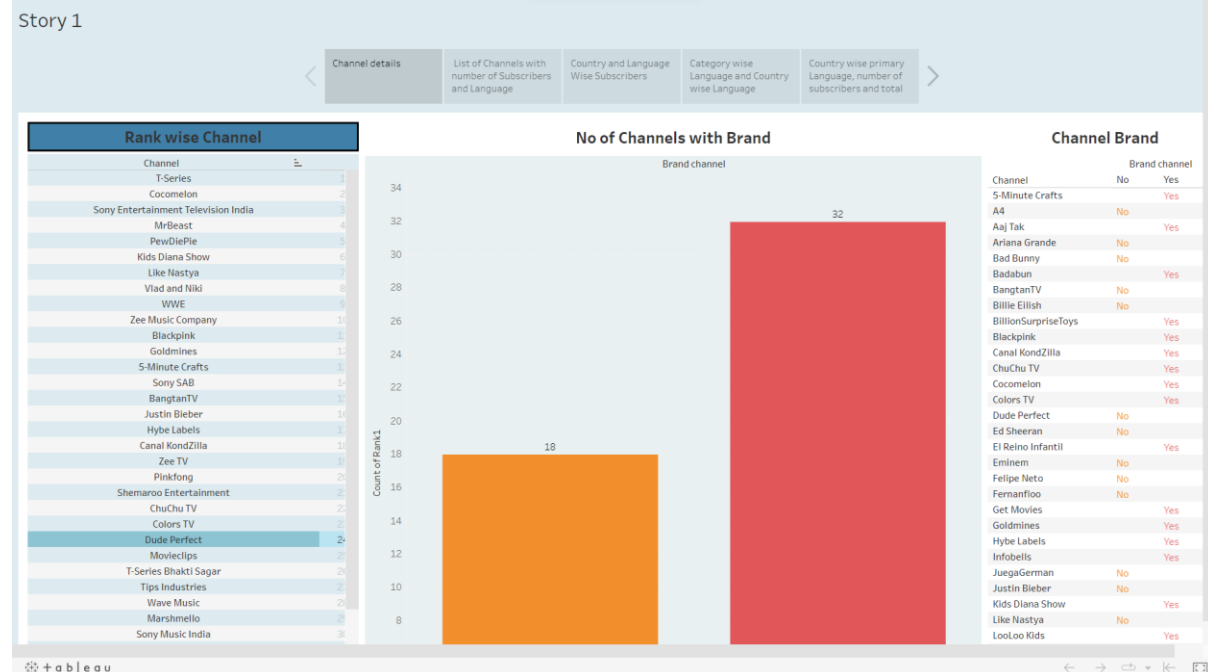 Story 1
Channel details
List of Channels with
number of Subscribers
and Language
Country and Language
Wise Subscribers
Category wise
Language and Country
wise Language
Country wise primary
Language, number of
subscribers and total
Rank wise Channel
Channel
T-Series 1
Cocomelon 2
Sony Entertainment Television India 3
MrBeast 4
PewDiePie 5
Kids Diana Show 6
Like Nastya 7
Vlad and Niki 8
WWE 9
Zee Music Company
Blackpink
Goldmines
5-Minute Crafts
Sony SAB
BangtanTV
Justin Bieber
Hybe Labels
Canal KondZilla
Zee TV
Pinkfong
Shemaroo Entertainment
ChuChu TV
Colors TV
Dude Perfect 24
Movieclips
T-Series Bhakti Sagar
Tips Industries
Wave Music
Marshmello
Sony Music India
No of Channels with Brand
Brand channel
Count of Rank1
34
32
30
28
26
24
22
20
18
16
14
12
10
8
18
32
Channel Brand
Brand channel
Channel No Yes
5-Minute Crafts Yes
A4 No
Aaj Tak Yes
Ariana Grande No
Bad Bunny No
Badabun Yes
BangtanTV No
Billie Eilish No
BillionSurpriseToys Yes
Blackpink Yes
Canal KondZilla Yes
ChuChu TV Yes
Cocomelon Yes
Colors TV Yes
Dude Perfect No
Ed Sheeran No
El Reino Infantil Yes
Eminem No
Felipe Neto No
Fernanfloo No
Get Movies Yes
Goldmines Yes
Hybe Labels Yes
Infobells Yes
JuegaGerman No
Justin Bieber No
Kids Diana Show Yes
Like Nastya No
LooLoo Kids Yes
+ a b l e a u